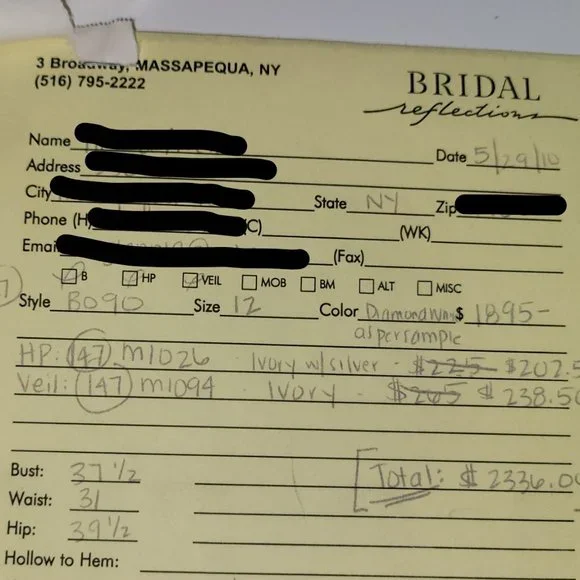 3 Broadway, MASSAPEQUA, NY
(516) 795-2222
BRIDAL
reflections
Name
Date 5/29/10
Address
City State NY Zip
Phone (H) (C) (WK)
Email (Fax)
B HP VEIL MOB BM ALT MISC
Style B090 Size 12 Color Diamond $ 1895-
as per sample
HP: (147) M1026 Ivory w/silver - $225 $202.5
Veil: (147) M1094 Ivory - $265 $ 238.50
Bust: 37 1/2
Total: $ 2336.0
Waist: 31
Hip: 39 1/2
Hollow to Hem: